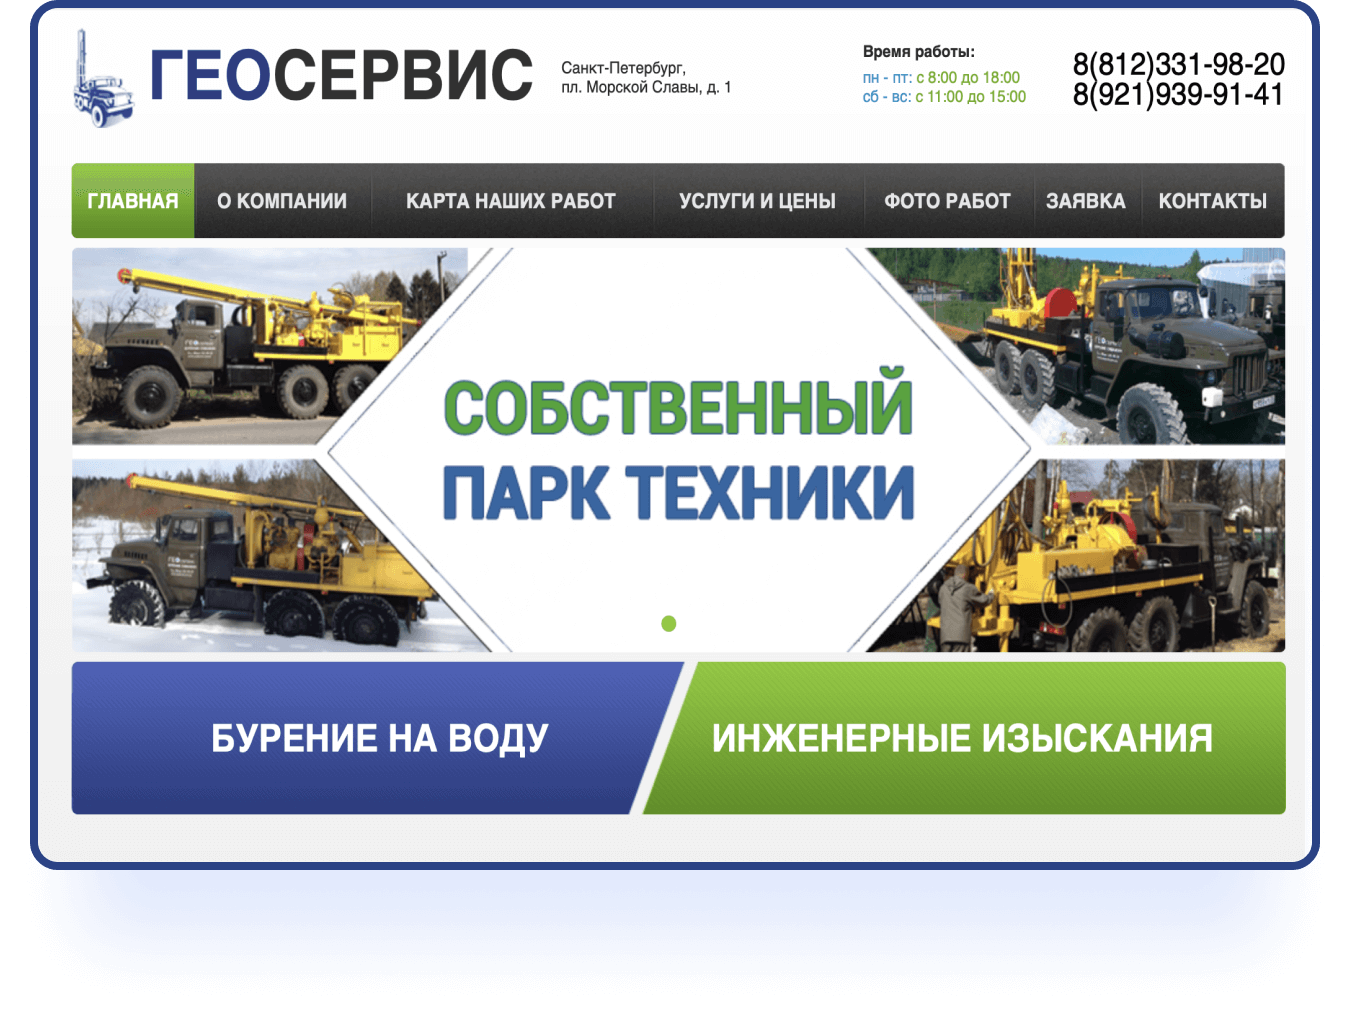 ГЕОСЕРВИС
Санкт-Петербург,
пл. Морской Славы, д. 1
Время работы:
пн - пт: с 8:00 до 18:00
сб - вс: с 11:00 до 15:00
8(812)331-98-20
8(921)939-91-41
ГЛАВНАЯ
О КОМПАНИИ
КАРТА НАШИХ РАБОТ
УСЛУГИ И ЦЕНЫ
ФОТО РАБОТ
ЗАЯВКА
КОНТАКТЫ
СОБСТВЕННЫЙ
ПАРК ТЕХНИКИ
БУРЕНИЕ НА ВОДУ
ИНЖЕНЕРНЫЕ ИЗЫСКАНИЯ